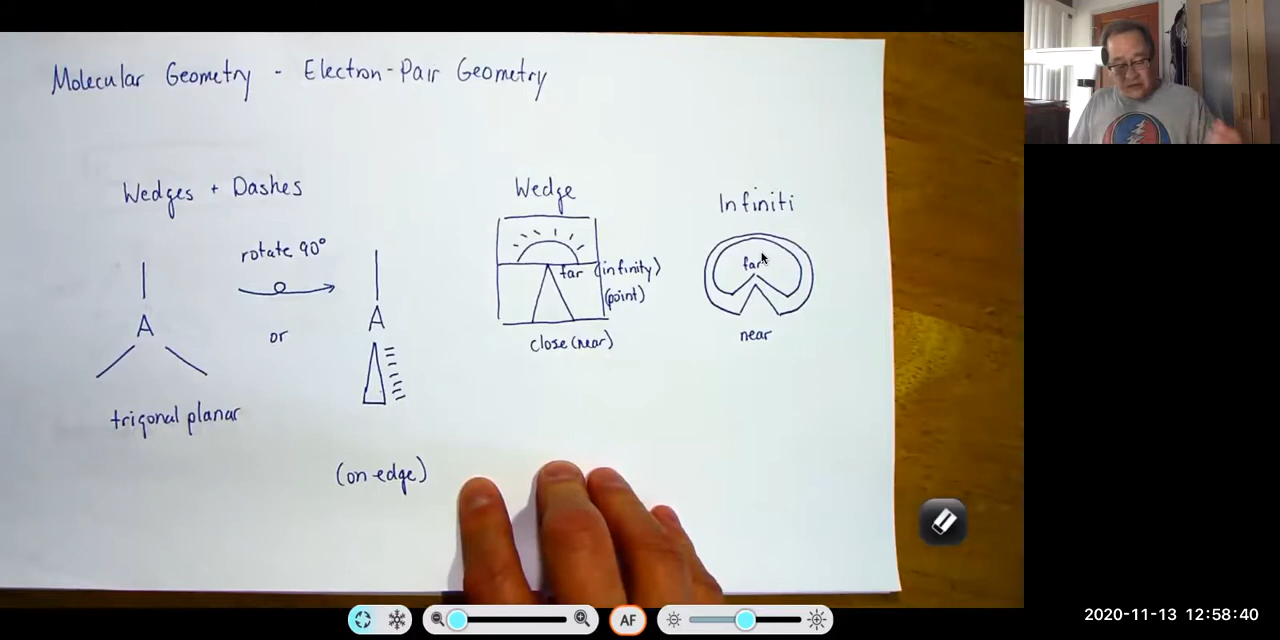 Molecular Geometry - Electron-Pair Geometry
Wedges + Dashes
rotate 90°
A
or
A
trigonal planar
(on edge)
Wedge
far (infinity)
(point)
close (near)
Infiniti
far
near
AF
2020-11-13 12:58:40